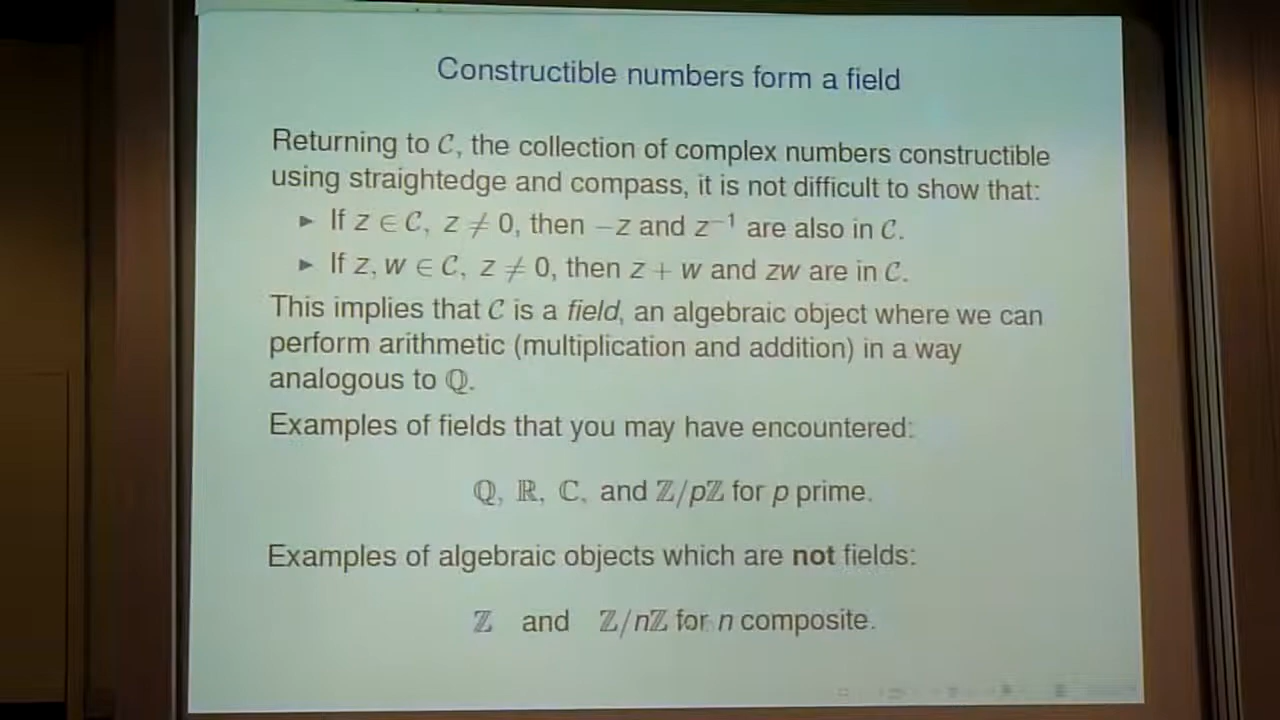 Constructible numbers form a field
Returning to 𝒞, the collection of complex numbers constructible
using straightedge and compass, it is not difficult to show that:
▶ If z ∈ 𝒞, z ≠ 0, then −z and z⁻¹ are also in 𝒞.
▶ If z, w ∈ 𝒞, z ≠ 0, then z + w and zw are in 𝒞.
This implies that 𝒞 is a field, an algebraic object where we can
perform arithmetic (multiplication and addition) in a way
analogous to ℚ.
Examples of fields that you may have encountered:
ℚ, ℝ, ℂ, and ℤ/pℤ for p prime.
Examples of algebraic objects which are not fields:
ℤ and ℤ/nℤ for n composite.